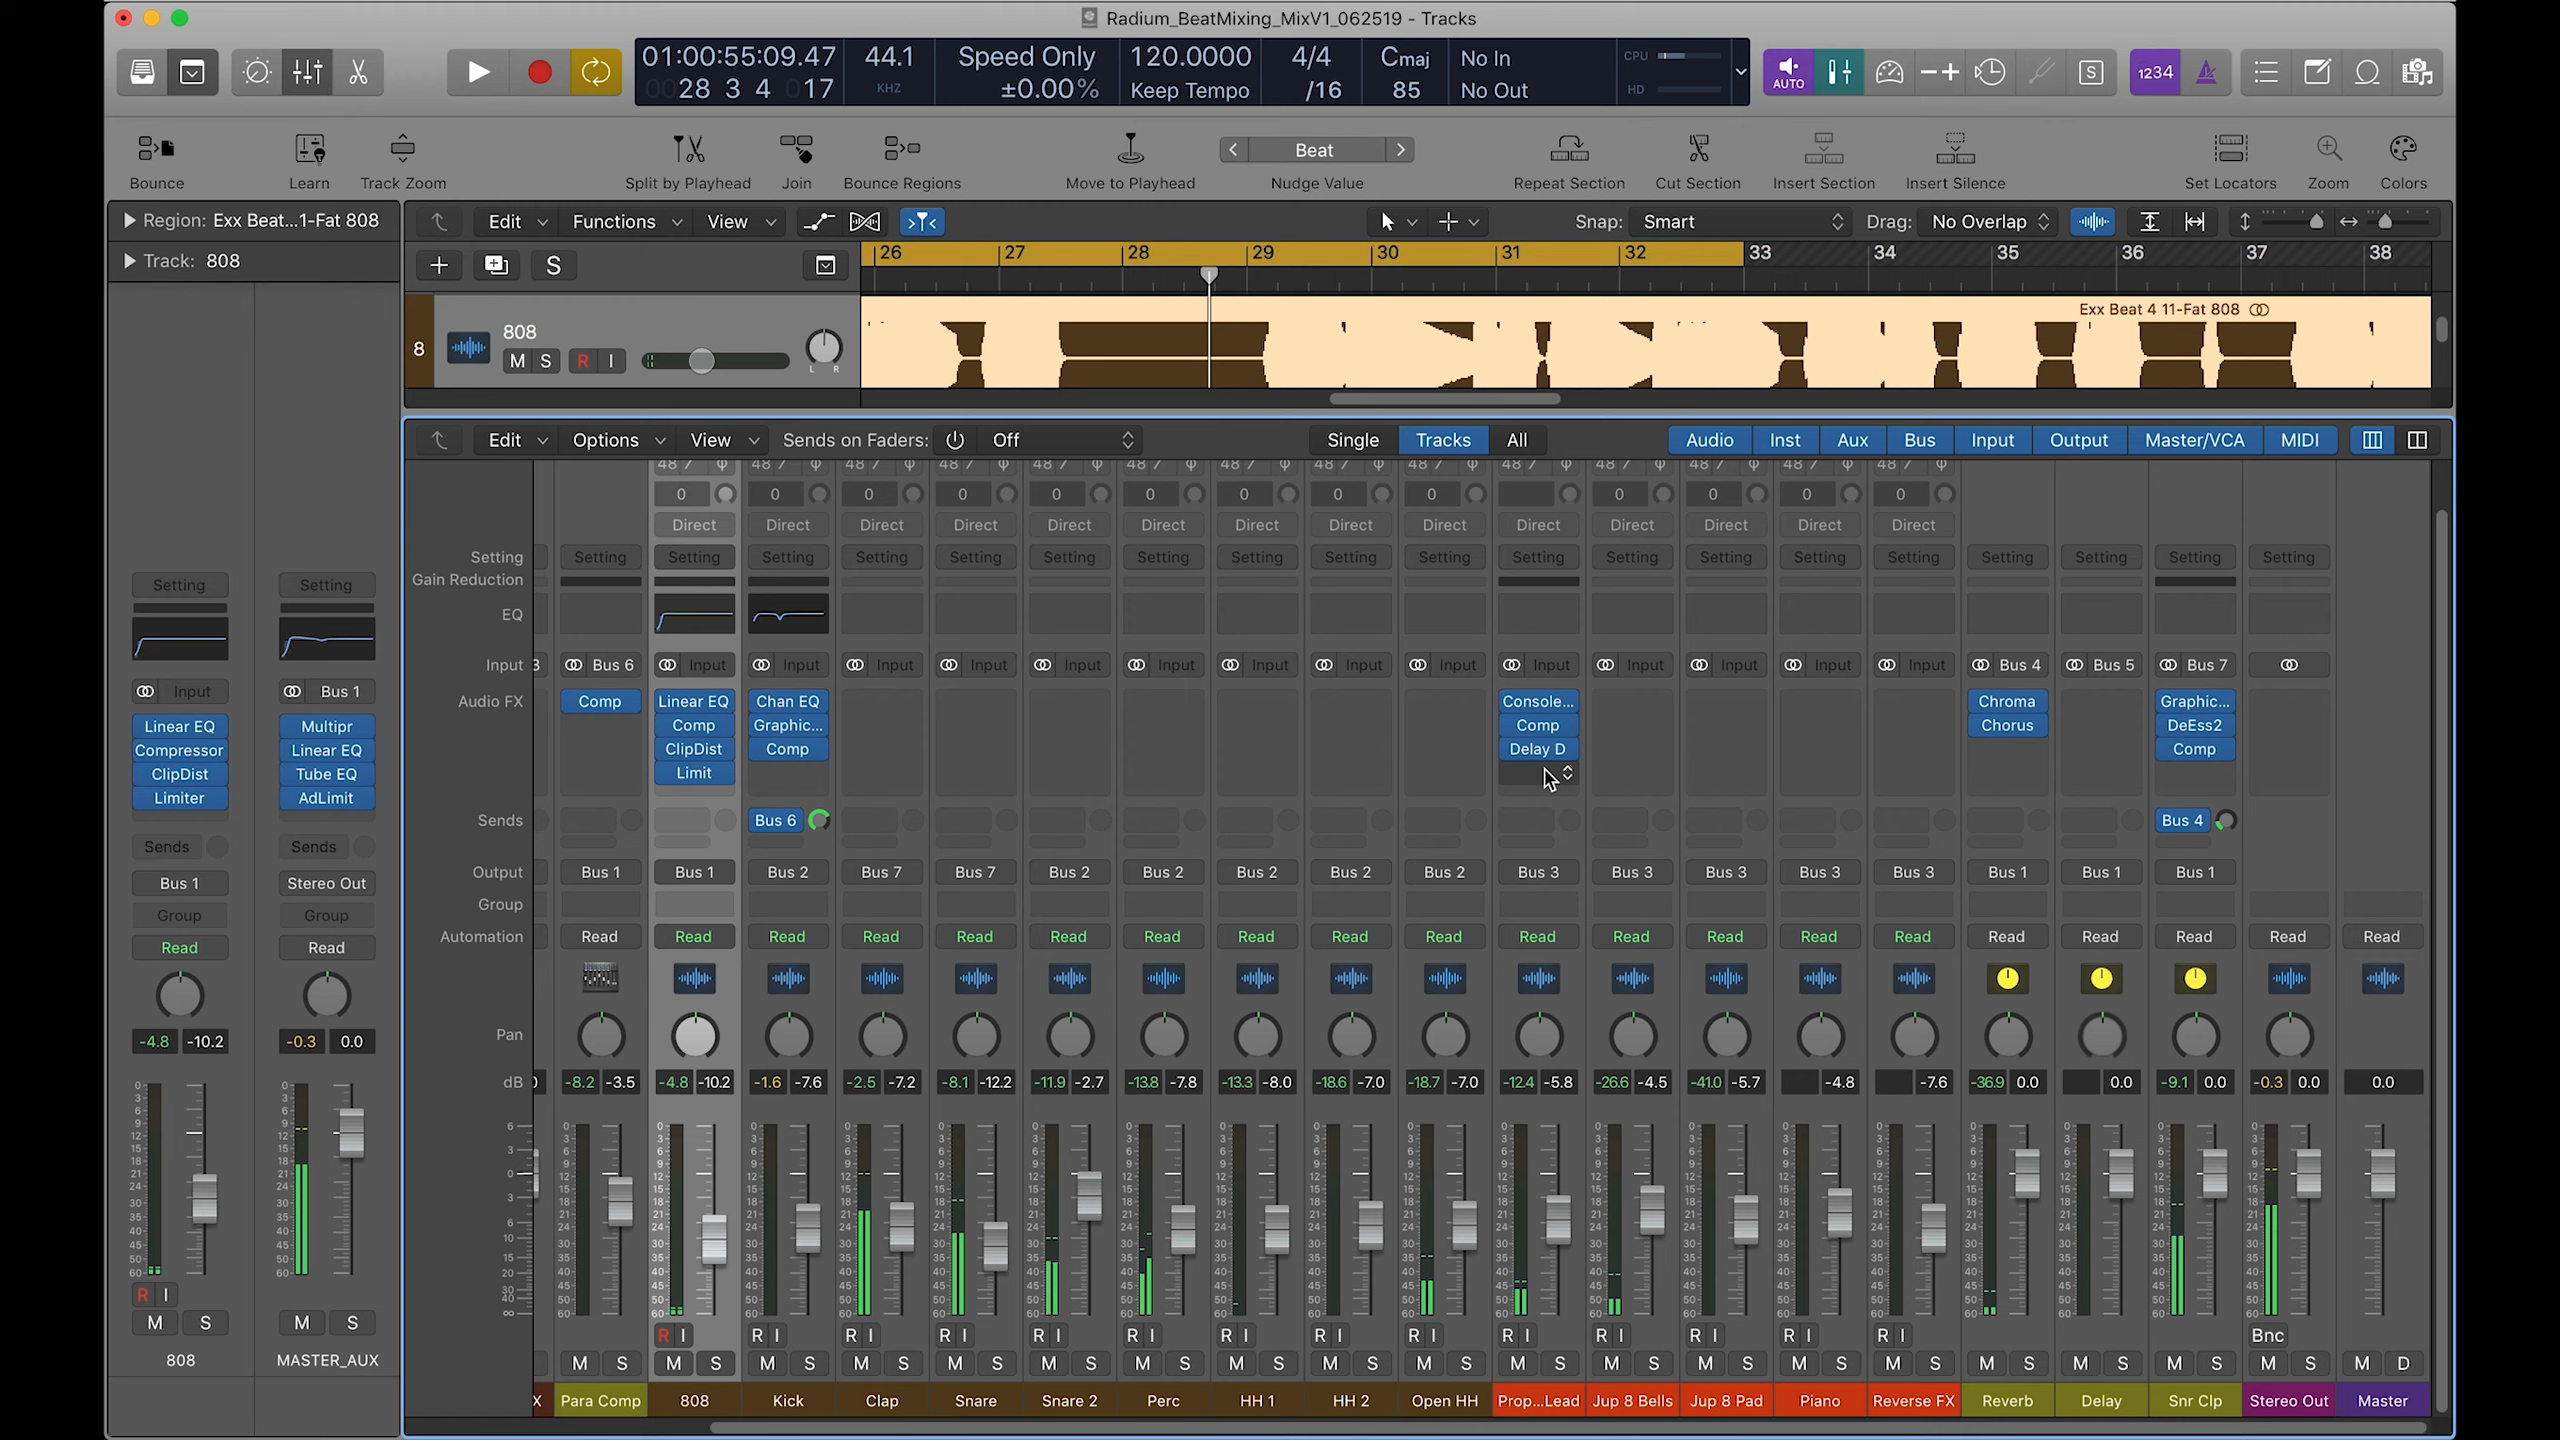 Radium_BeatMixing_MixV1_062519 - Tracks
01:00:55:09.47 44.1 Speed Only 120.0000 4/4 Cmaj No In CPU
0028 3 4 017 KHZ ±0.00% Keep Tempo /16 85 No Out HD
AUTO S 1234
Beat
Bounce Learn Track Zoom Split by Playhead Join Bounce Regions Move to Playhead Nudge Value Repeat Section Cut Section Insert Section Insert Silence Set Locators Zoom Colors
Region: Exx Beat...1-Fat 808 Edit Functions View Snap: Smart Drag: No Overlap
Track: 808
S 26 27 28 29 30 31 32 33 34 35 36 37 38
Exx Beat 4 11-Fat 808
8 808
M S R I L R
Edit Options View Sends on Faders: Off Single Tracks All Audio Inst Aux Bus Input Output Master/VCA MIDI
0 0 0 0 0 0 0 0 0 0 0 0 0
Direct Direct Direct Direct Direct Direct Direct Direct Direct Direct Direct Direct Direct Direct
Setting Setting Setting Setting Setting Setting Setting Setting Setting Setting Setting Setting Setting Setting Setting Setting Setting Setting Setting
Gain Reduction
Setting Setting
EQ
Input Bus 6 Input Input Input Input Input Input Input Input Input Input Input Input Input Input Bus 4 Bus 5 Bus 7
Input Bus 1
Audio FX Comp Linear EQ Chan EQ Console... Chroma Graphic...
Comp Graphic... Comp Chorus DeEss2
ClipDist Comp Delay D Comp
Limit
Linear EQ Multipr
Compressor Linear EQ
ClipDist Tube EQ
Limiter AdLimit
Sends Bus 6 Bus 4
Sends Sends
Output Bus 1 Bus 1 Bus 2 Bus 7 Bus 7 Bus 2 Bus 2 Bus 2 Bus 2 Bus 2 Bus 3 Bus 3 Bus 3 Bus 3 Bus 3 Bus 1 Bus 1 Bus 1
Bus 1 Stereo Out
Group
Group Group
Automation Read Read Read Read Read Read Read Read Read Read Read Read Read Read Read Read Read Read Read Read
Read Read
Pan
-4.8 -10.2 -0.3 0.0
dB -8.2 -3.5 -4.8 -10.2 -1.6 -7.6 -2.5 -7.2 -8.1 -12.2 -11.9 -2.7 -13.8 -7.8 -13.3 -8.0 -18.6 -7.0 -18.7 -7.0 -12.4 -5.8 -26.6 -4.5 -41.0 -5.7 -4.8 -7.6 -36.9 0.0 0.0 -9.1 0.0 -0.3 0.0 0.0
R I
M S M S
808 MASTER_AUX
R I R I R I R I R I R I R I R I R I R I R I R I R I R I Bnc
M S M S M S M S M S M S M S M S M S M S M S M S M S M S M S M S M S M S M S M D
X Para Comp 808 Kick Clap Snare Snare 2 Perc HH 1 HH 2 Open HH Prop...Lead Jup 8 Bells Jup 8 Pad Piano Reverse FX Reverb Delay Snr Clp Stereo Out Master